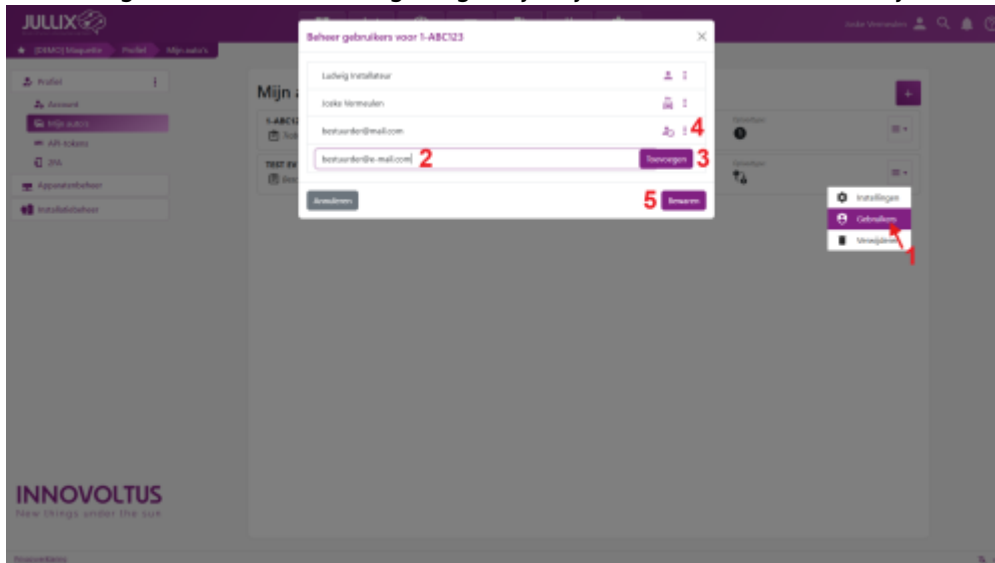 JULLIX
Joske Vermeulen
[DEMO] Maquette
Profiel
Mijn auto's
Profiel
Account
Mijn auto's
API-tokens
2FA
Apparatenbeheer
Installatiebeheer
Mijn
1-ABC12
TEST EV
Beheer gebruikers voor 1-ABC123
Ludwig Installateur
Joske Vermeulen
bestuurder@mail.com
4
bestuurder@e-mail.com
2
Toevoegen
3
Annuleren
5
Bewaren
Instellingen
Gebruikers
Verwijderen
1
INNOVOLTUS
New things under the sun